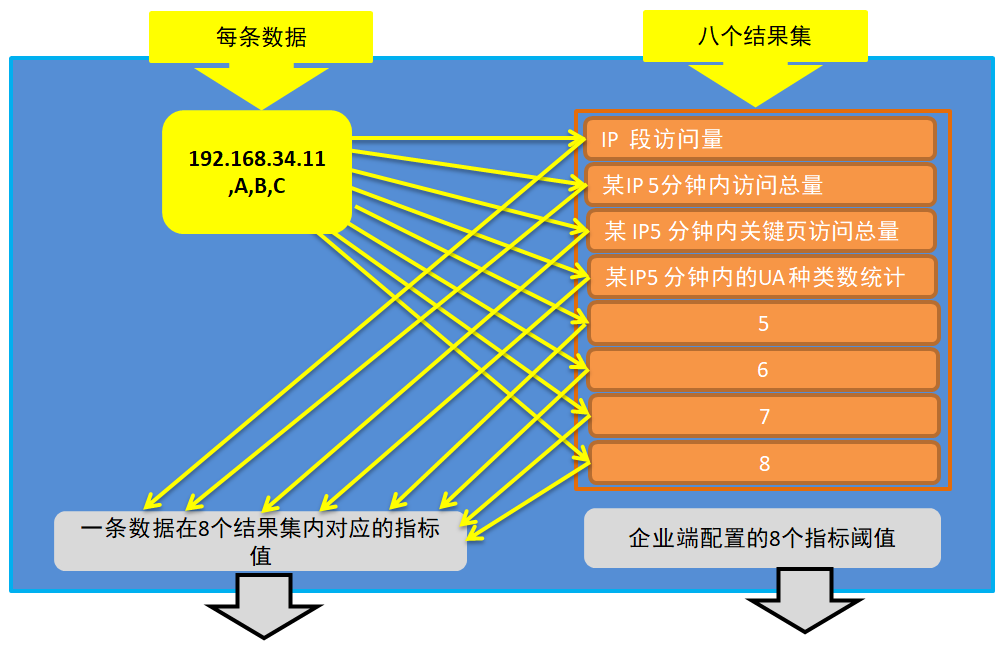 每条数据
八个结果集
192.168.34.11
,A,B,C
IP 段访问量
某IP 5分钟内访问总量
某 IP5 分钟内关键页访问总量
某IP5 分钟内的UA 种类数统计
5
6
7
8
一条数据在8个结果集内对应的指标
值
企业端配置的8个指标阈值